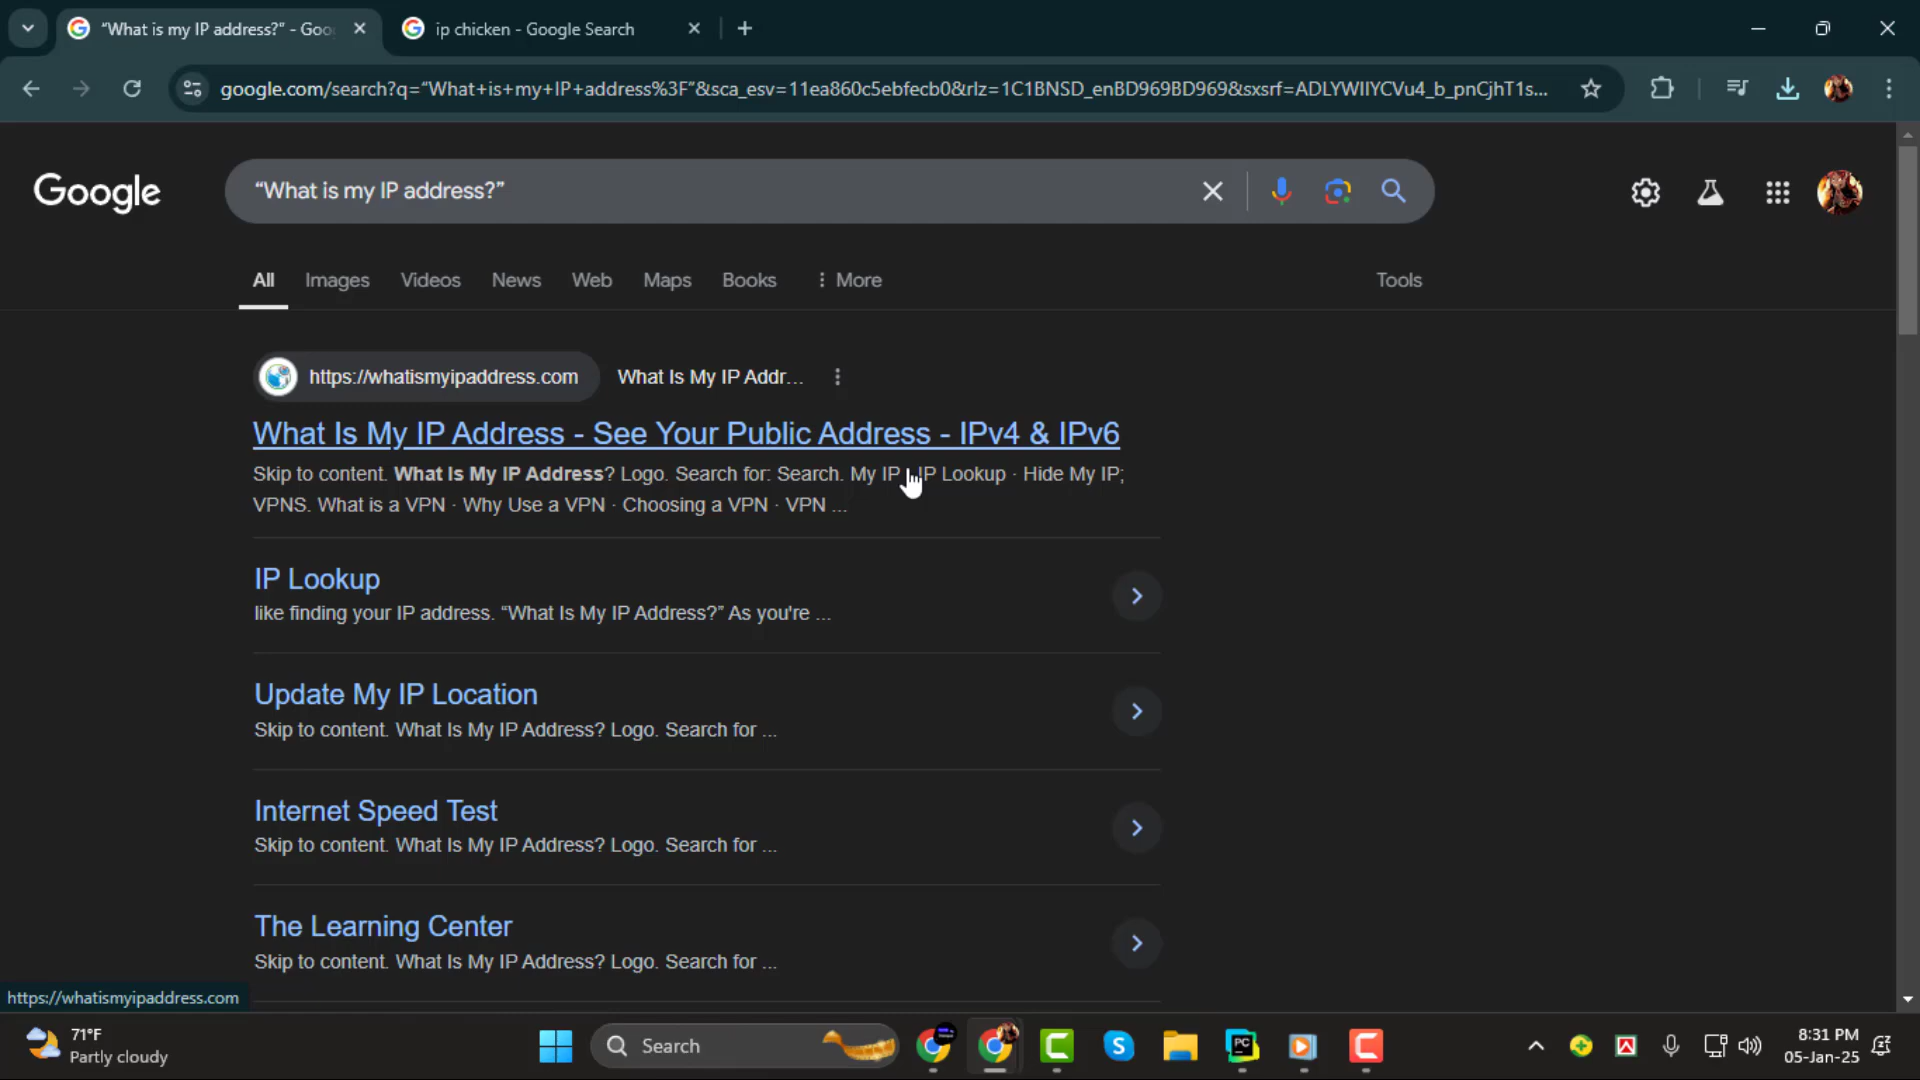 “What is my IP address?” - Goo
ip chicken - Google Search
google.com/search?q=“What+is+my+IP+address%3F”&sca_esv=11ea860c5ebfecb0&rlz=1C1BNSD_enBD969BD969&sxsrf=ADLYWIIYCVu4_b_pnCjhT1s...
Google
“What is my IP address?”
All Images Videos News Web Maps Books More Tools
https://whatismyipaddress.com What Is My IP Addr...
What Is My IP Address - See Your Public Address - IPv4 & IPv6
Skip to content. What Is My IP Address? Logo. Search for: Search. My IP · IP Lookup · Hide My IP;
VPNS. What is a VPN · Why Use a VPN · Choosing a VPN · VPN ...
IP Lookup
like finding your IP address. “What Is My IP Address?” As you're ...
Update My IP Location
Skip to content. What Is My IP Address? Logo. Search for ...
Internet Speed Test
Skip to content. What Is My IP Address? Logo. Search for ...
The Learning Center
Skip to content. What Is My IP Address? Logo. Search for ...
https://whatismyipaddress.com
71°F
Partly cloudy
Search
PC
S
8:31 PM
05-Jan-25